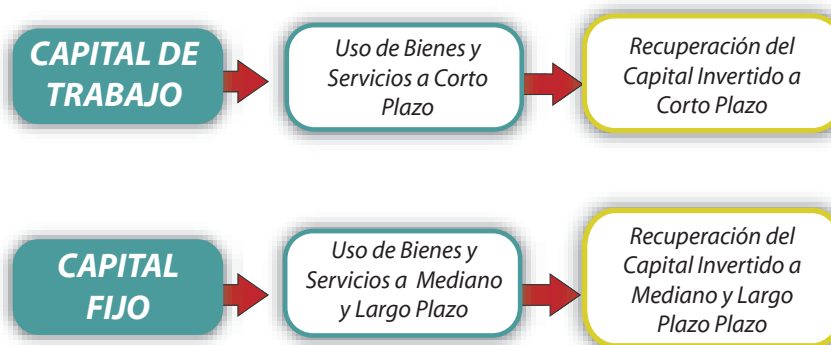 CAPITAL DE
TRABAJO
Uso de Bienes y
Servicios a Corto
Plazo
Recuperación del
Capital Invertido a
Corto Plazo
CAPITAL
FIJO
Uso de Bienes y
Servicios a Mediano
y Largo Plazo
Recuperación del
Capital Invertido a
Mediano y Largo
Plazo Plazo